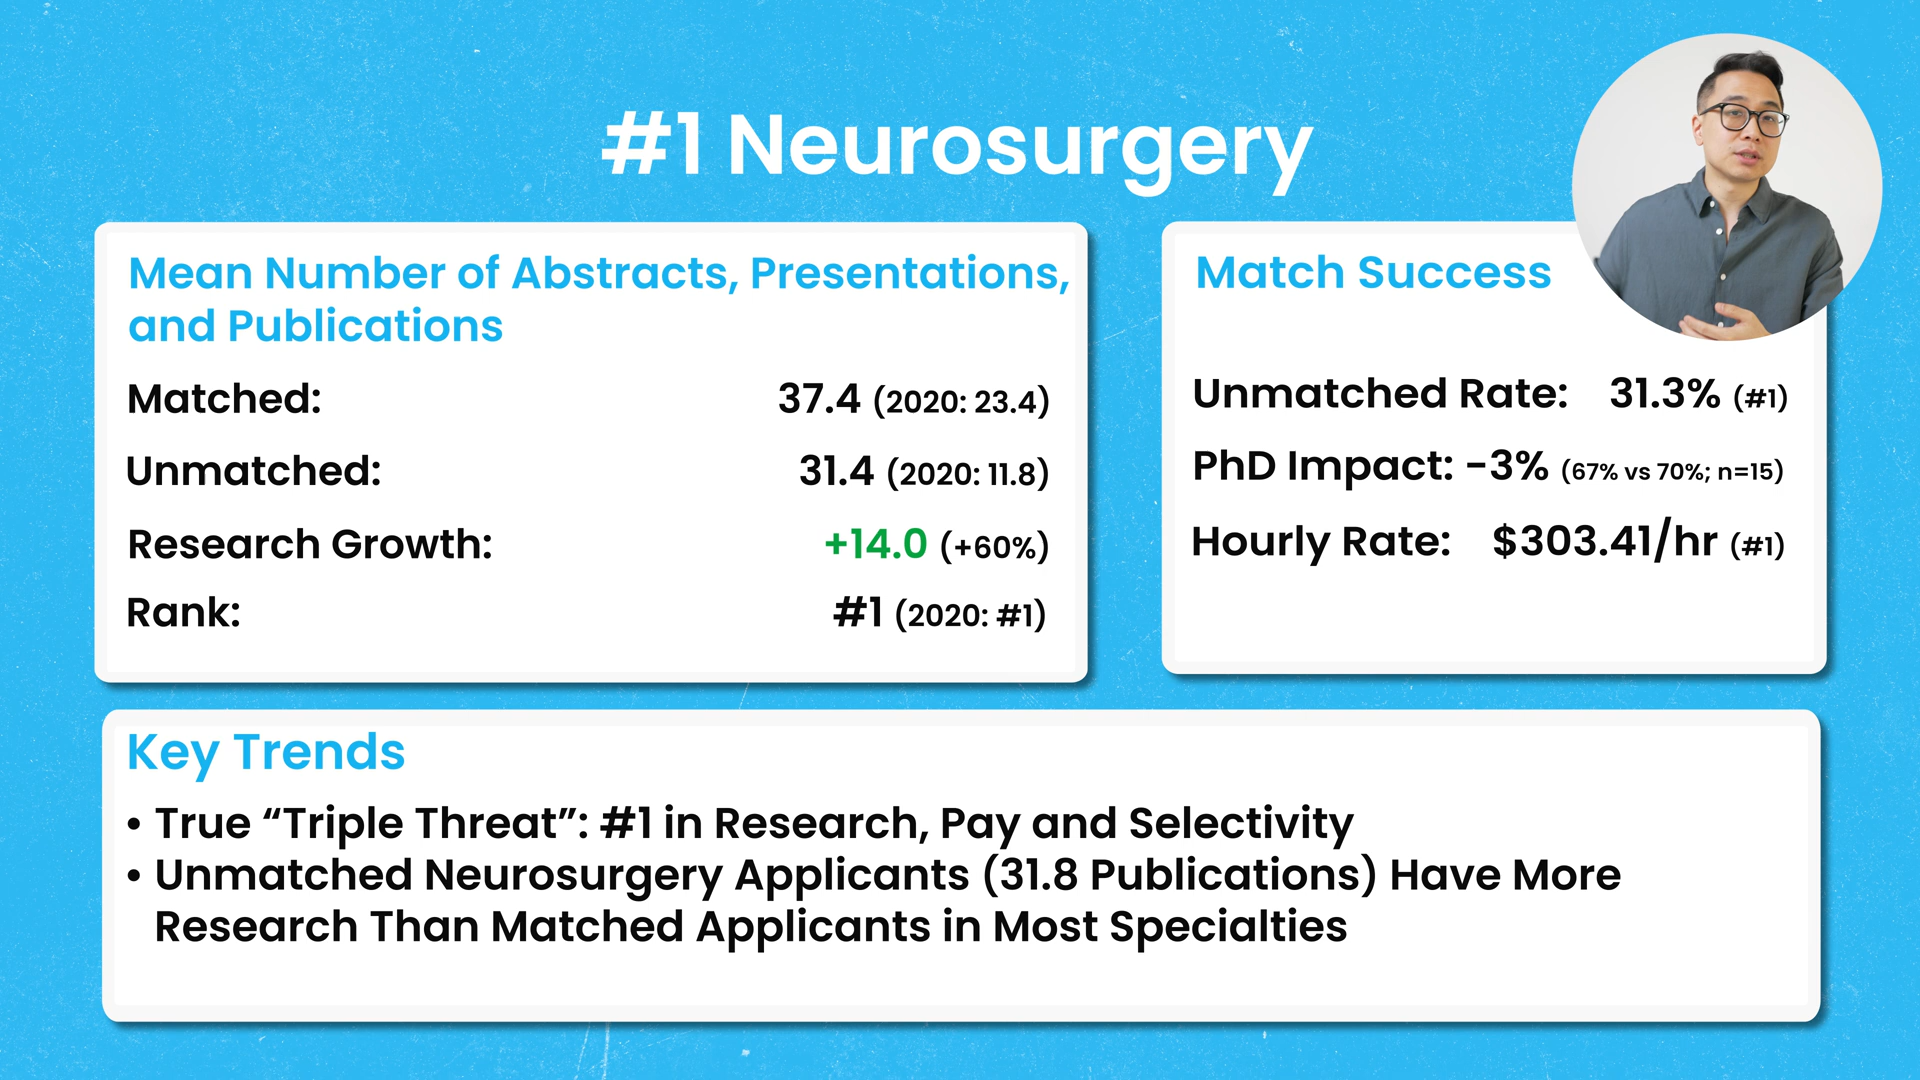 #1 Neurosurgery
Mean Number of Abstracts, Presentations,
and Publications
Matched: 37.4 (2020: 23.4)
Unmatched: 31.4 (2020: 11.8)
Research Growth: +14.0 (+60%)
Rank: #1 (2020: #1)
Match Success
Unmatched Rate: 31.3% (#1)
PhD Impact: -3% (67% vs 70%; n=15)
Hourly Rate: $303.41/hr (#1)
Key Trends
• True “Triple Threat”: #1 in Research, Pay and Selectivity
• Unmatched Neurosurgery Applicants (31.8 Publications) Have More
Research Than Matched Applicants in Most Specialties